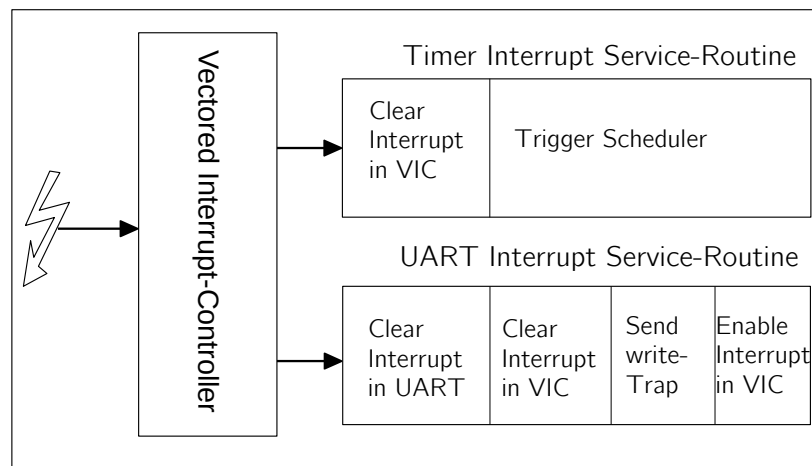 Vectored Interrupt-Controller
Timer Interrupt Service-Routine
Clear
Interrupt
in VIC
Trigger Scheduler
UART Interrupt Service-Routine
Clear
Interrupt
in UART
Clear
Interrupt
in VIC
Send
write-
Trap
Enable
Interrupt
in VIC